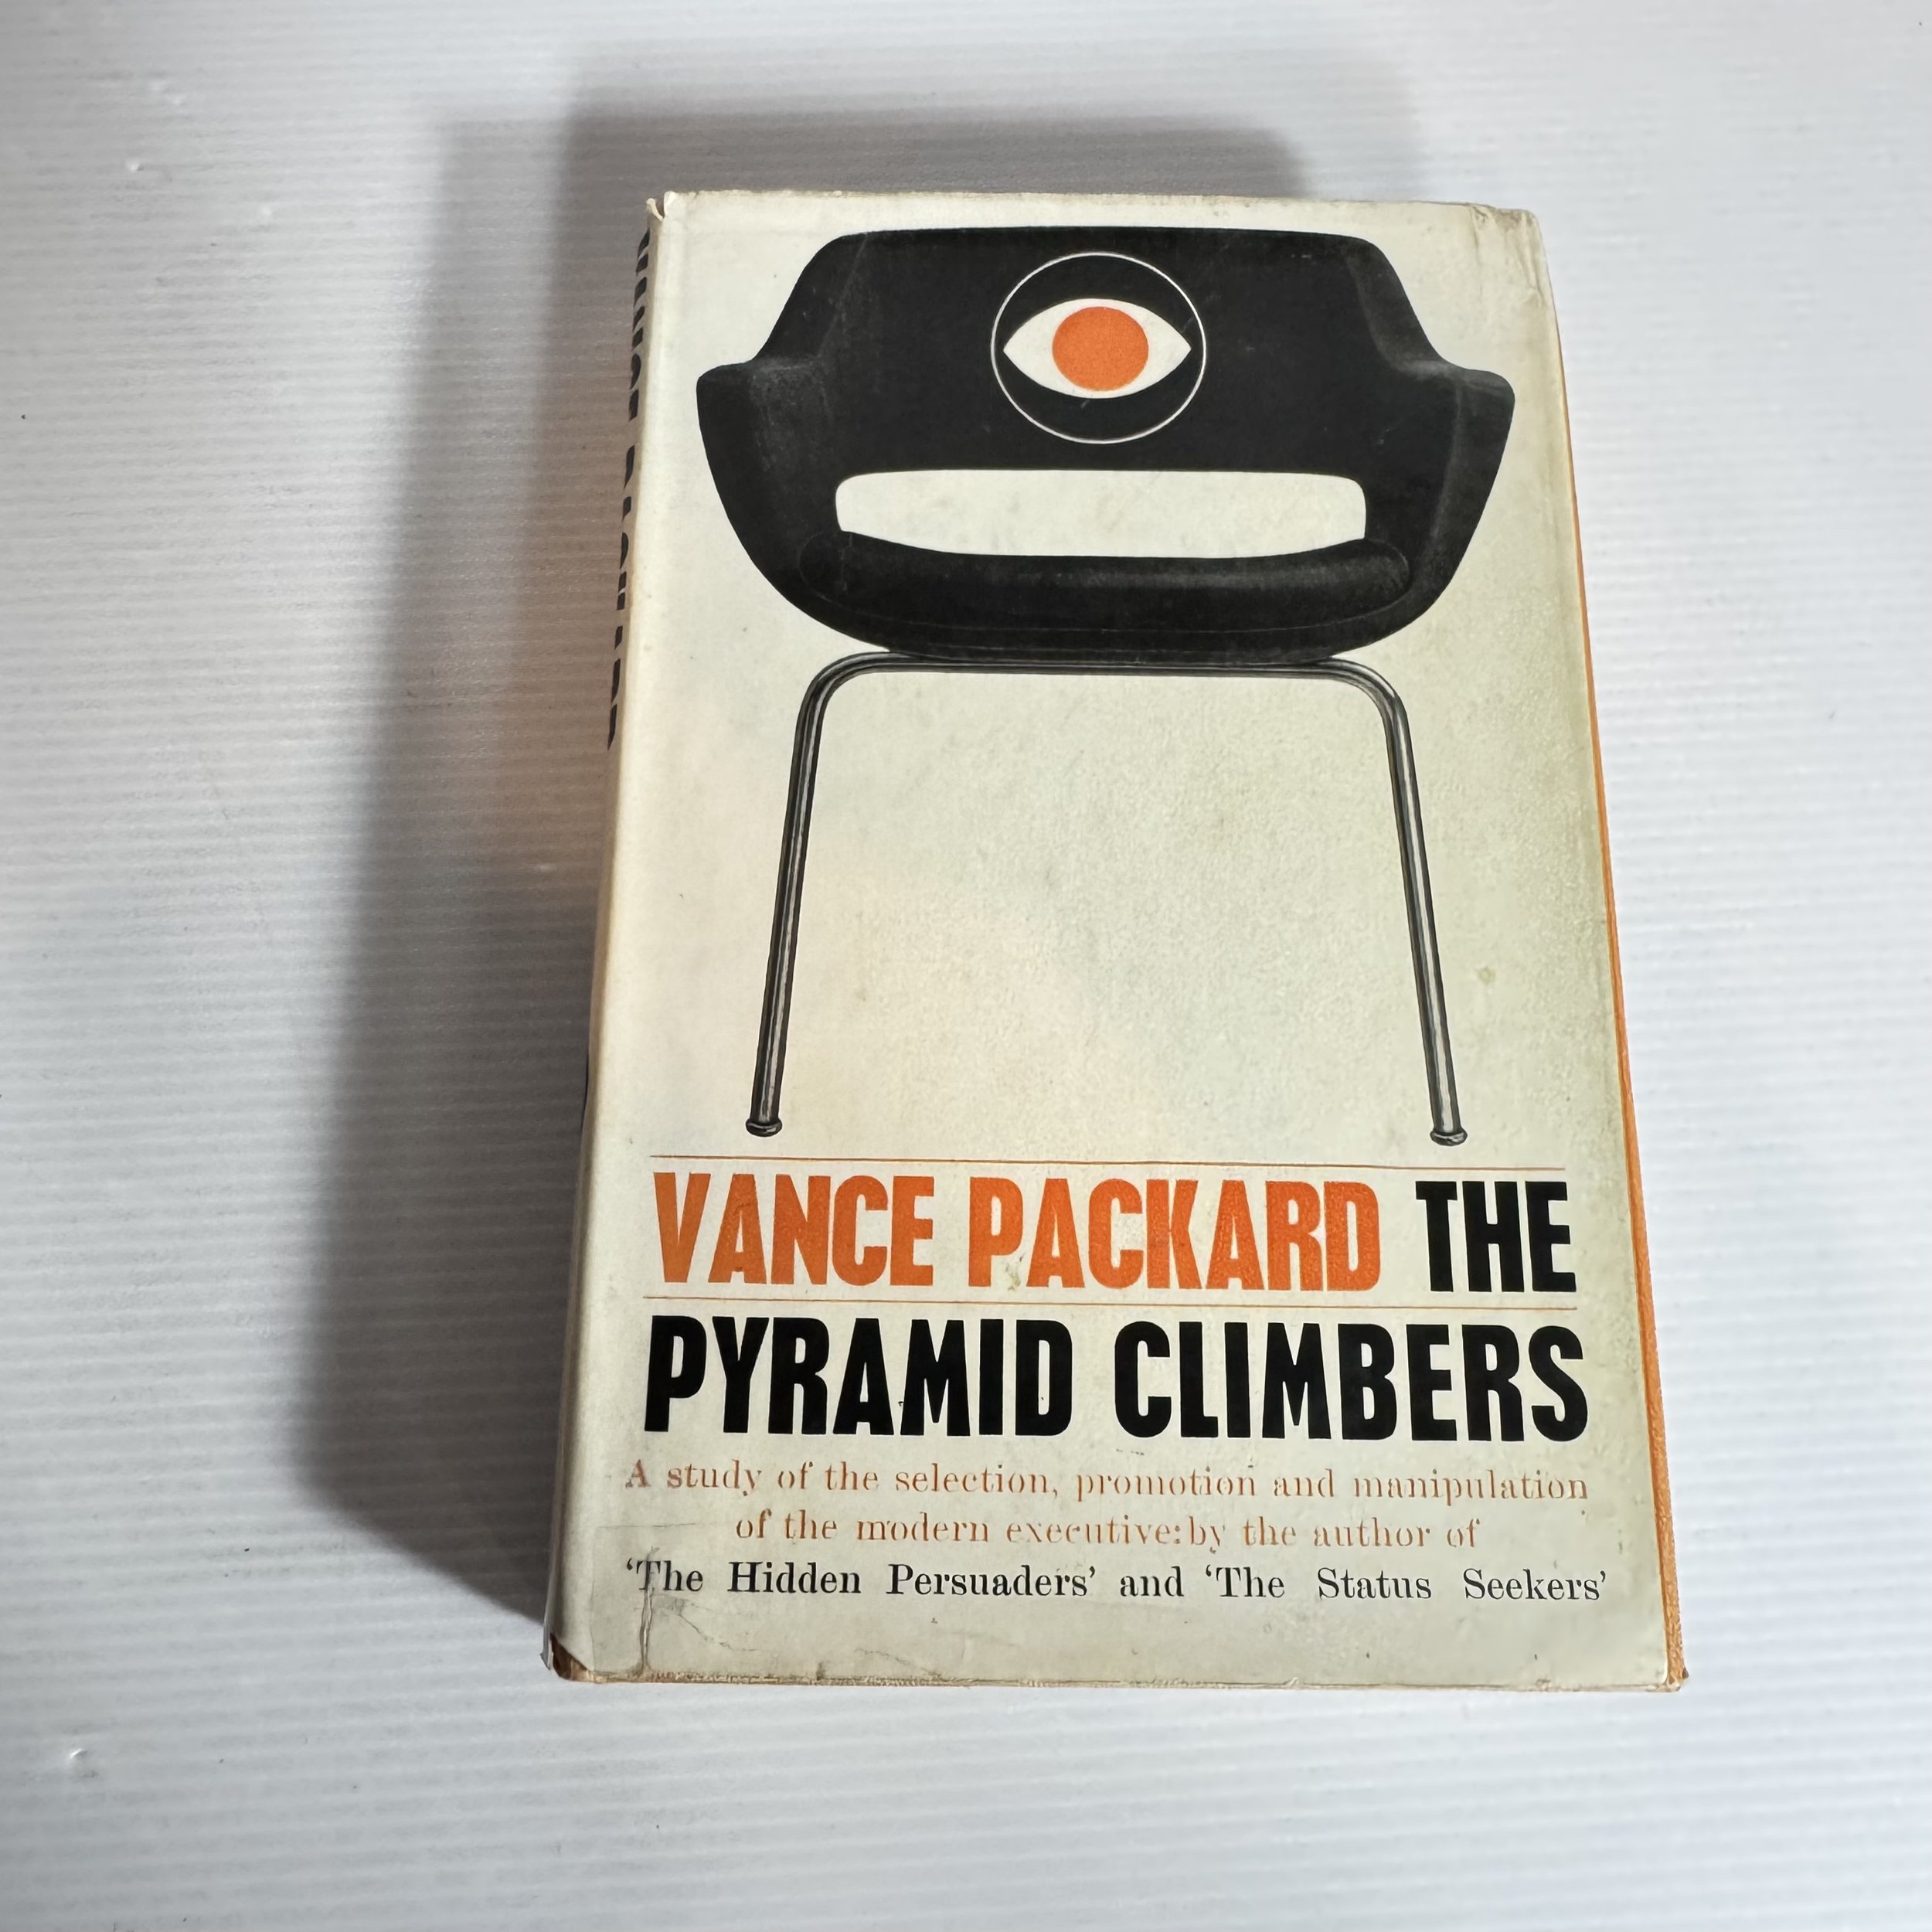 VANCE PACKARD THE
PYRAMID CLIMBERS
A study of the selection, promotion and manipulation
of the modern executive: by the author of
‘The Hidden Persuaders’ and ‘The Status Seekers’